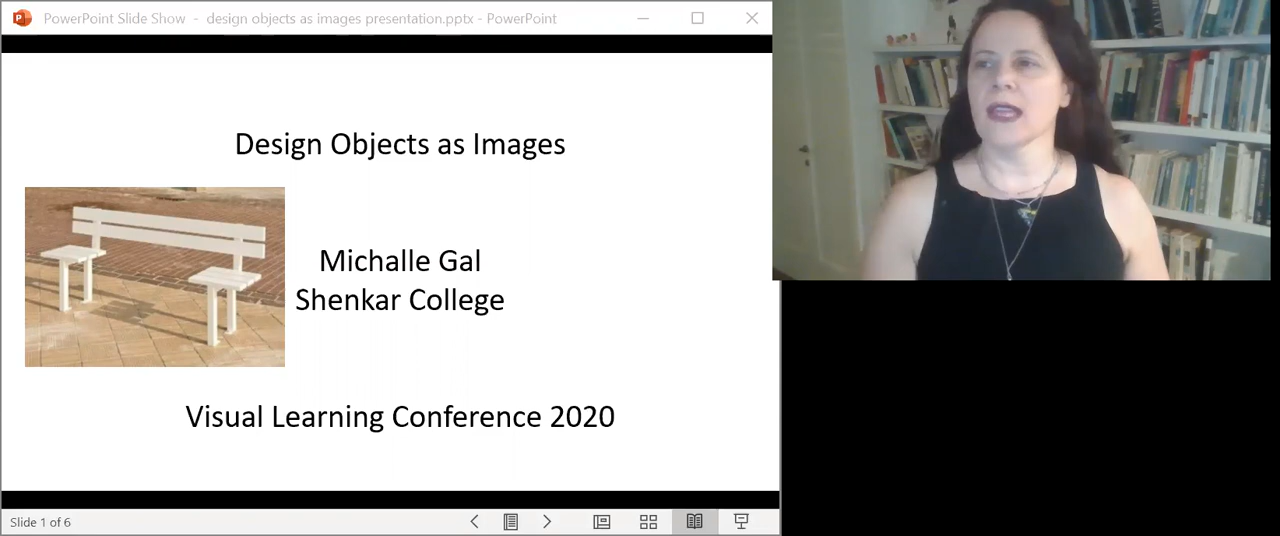 PowerPoint Slide Show - design objects as images presentation.pptx - PowerPoint
Design Objects as Images
Michalle Gal
Shenkar College
Visual Learning Conference 2020
Slide 1 of 6